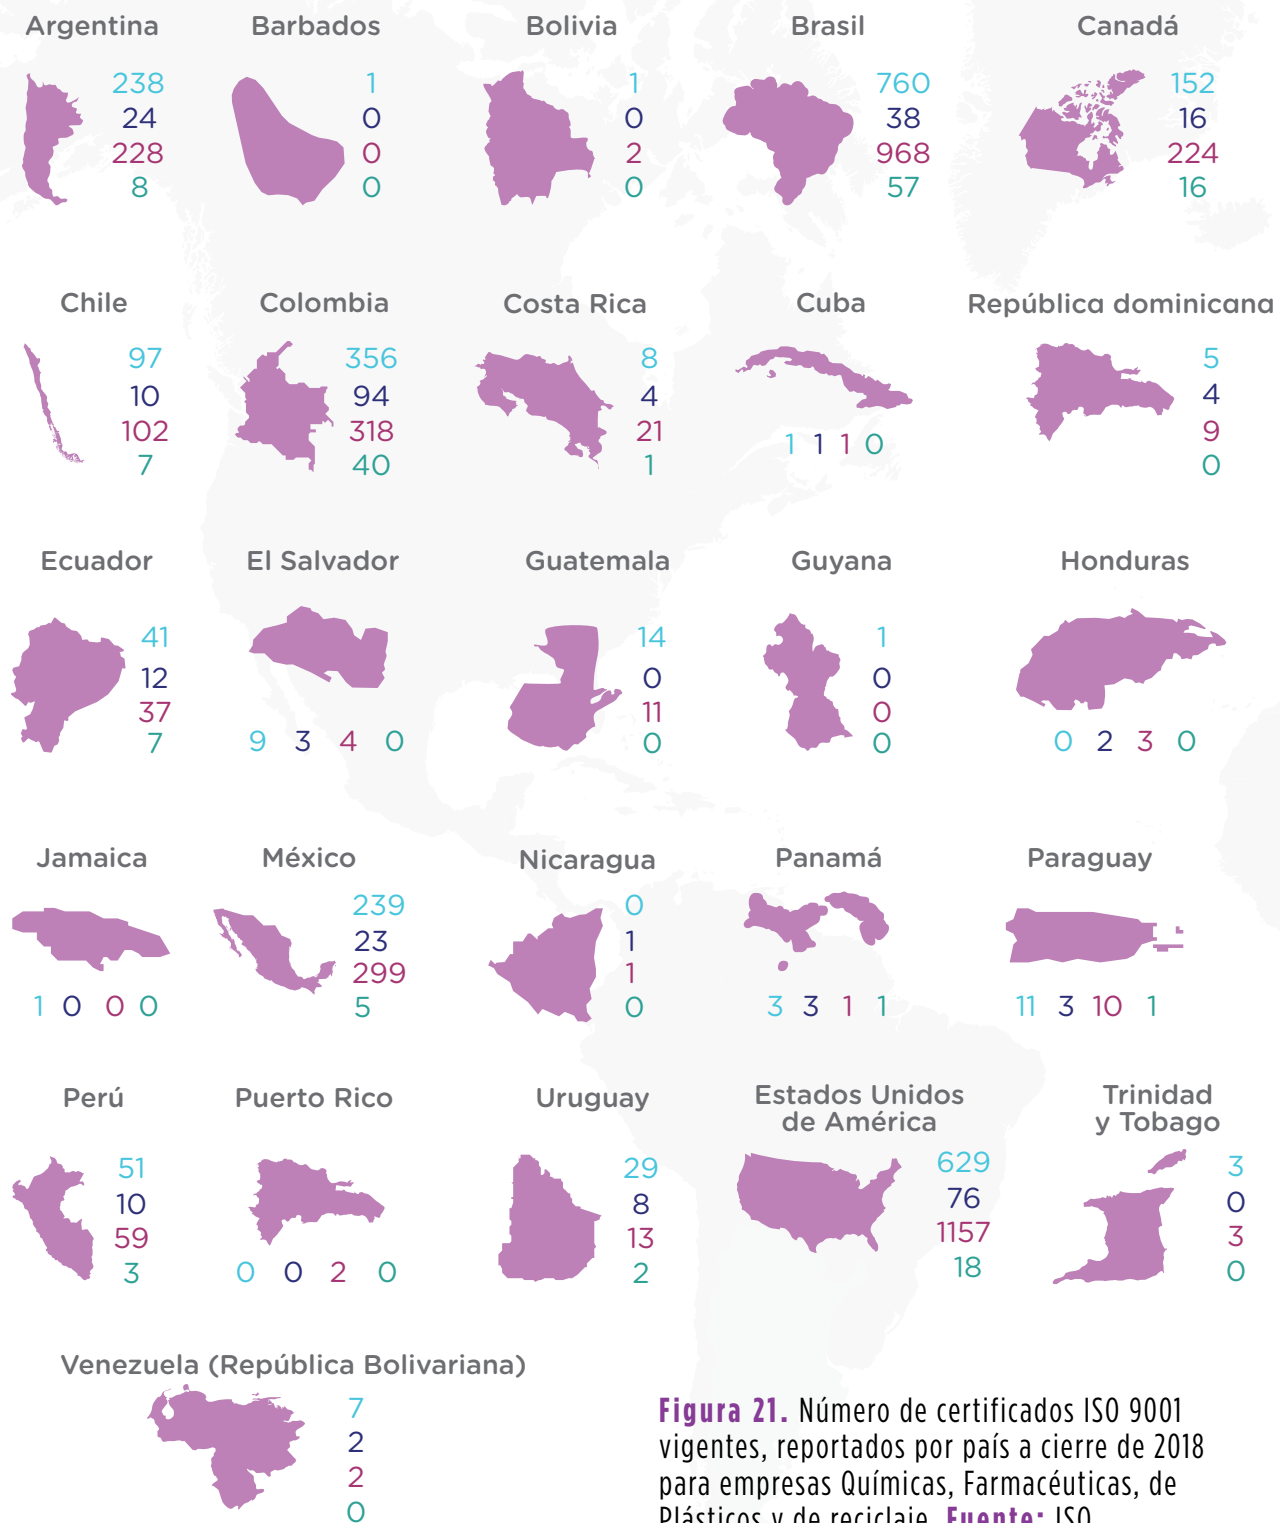 Argentina
238
24
228
8
Barbados
1
0
0
0
Bolivia
1
0
2
0
Brasil
760
38
968
57
Canadá
152
16
224
16
Chile
97
10
102
7
Colombia
356
94
318
40
Costa Rica
8
4
21
1
Cuba
1 1 1 0
República dominicana
5
4
9
0
Ecuador
41
12
37
7
El Salvador
9 3 4 0
Guatemala
14
0
11
0
Guyana
1
0
0
0
Honduras
0 2 3 0
Jamaica
1 0 0 0
México
239
23
299
5
Nicaragua
0
1
1
0
Panamá
3 3 1 1
Paraguay
11 3 10 1
Perú
51
10
59
3
Puerto Rico
0 0 2 0
Uruguay
29
8
13
2
Estados Unidos
de América
629
76
1157
18
Trinidad
y Tobago
3
0
3
0
Venezuela (República Bolivariana)
7
2
2
0
Figura 21. Número de certificados ISO 9001
vigentes, reportados por país a cierre de 2018
para empresas Químicas, Farmacéuticas, de
Plásticos y de reciclaje. Fuente: ISO